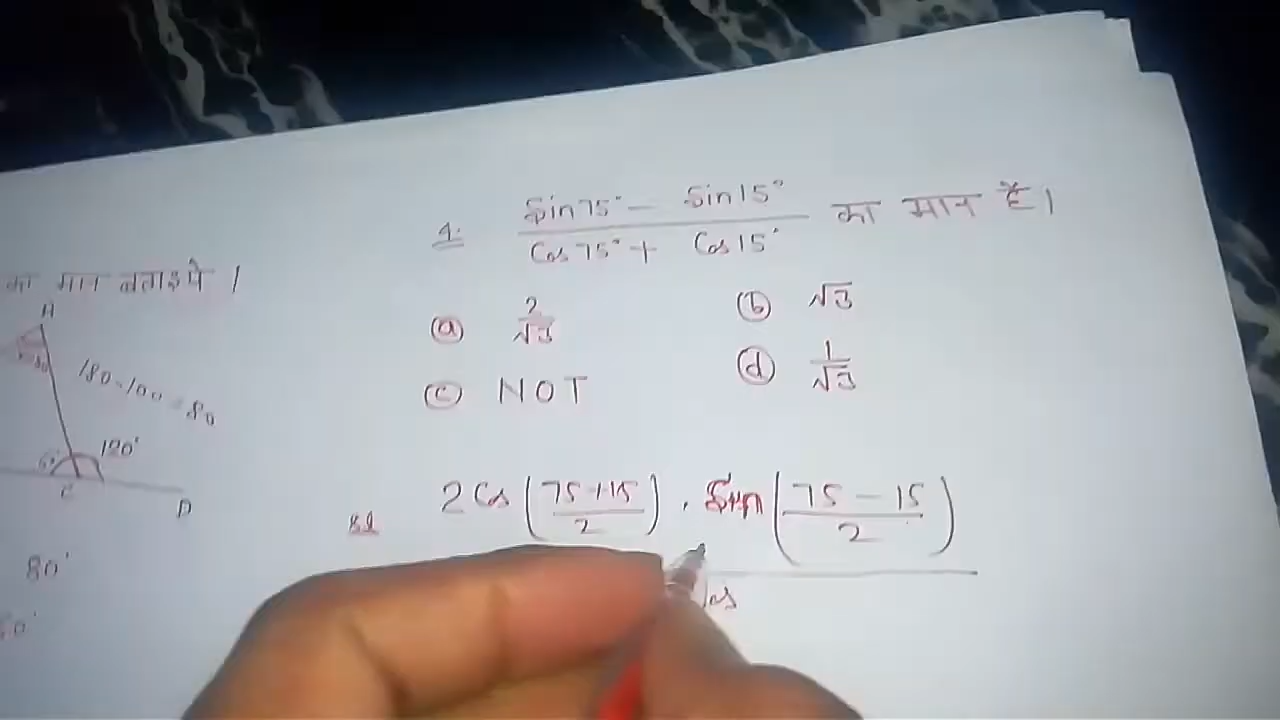 4. Sin75° - Sin15° / Cos75° + Cos15° का मान है।
का मान बताइये।
(a) 2/√3 (b) √3
(c) NOT (d) 1/√3
A
180-100=80
120°
C
D
2Cos(75+15/2) . Sin(75-15/2)
Cos
80°